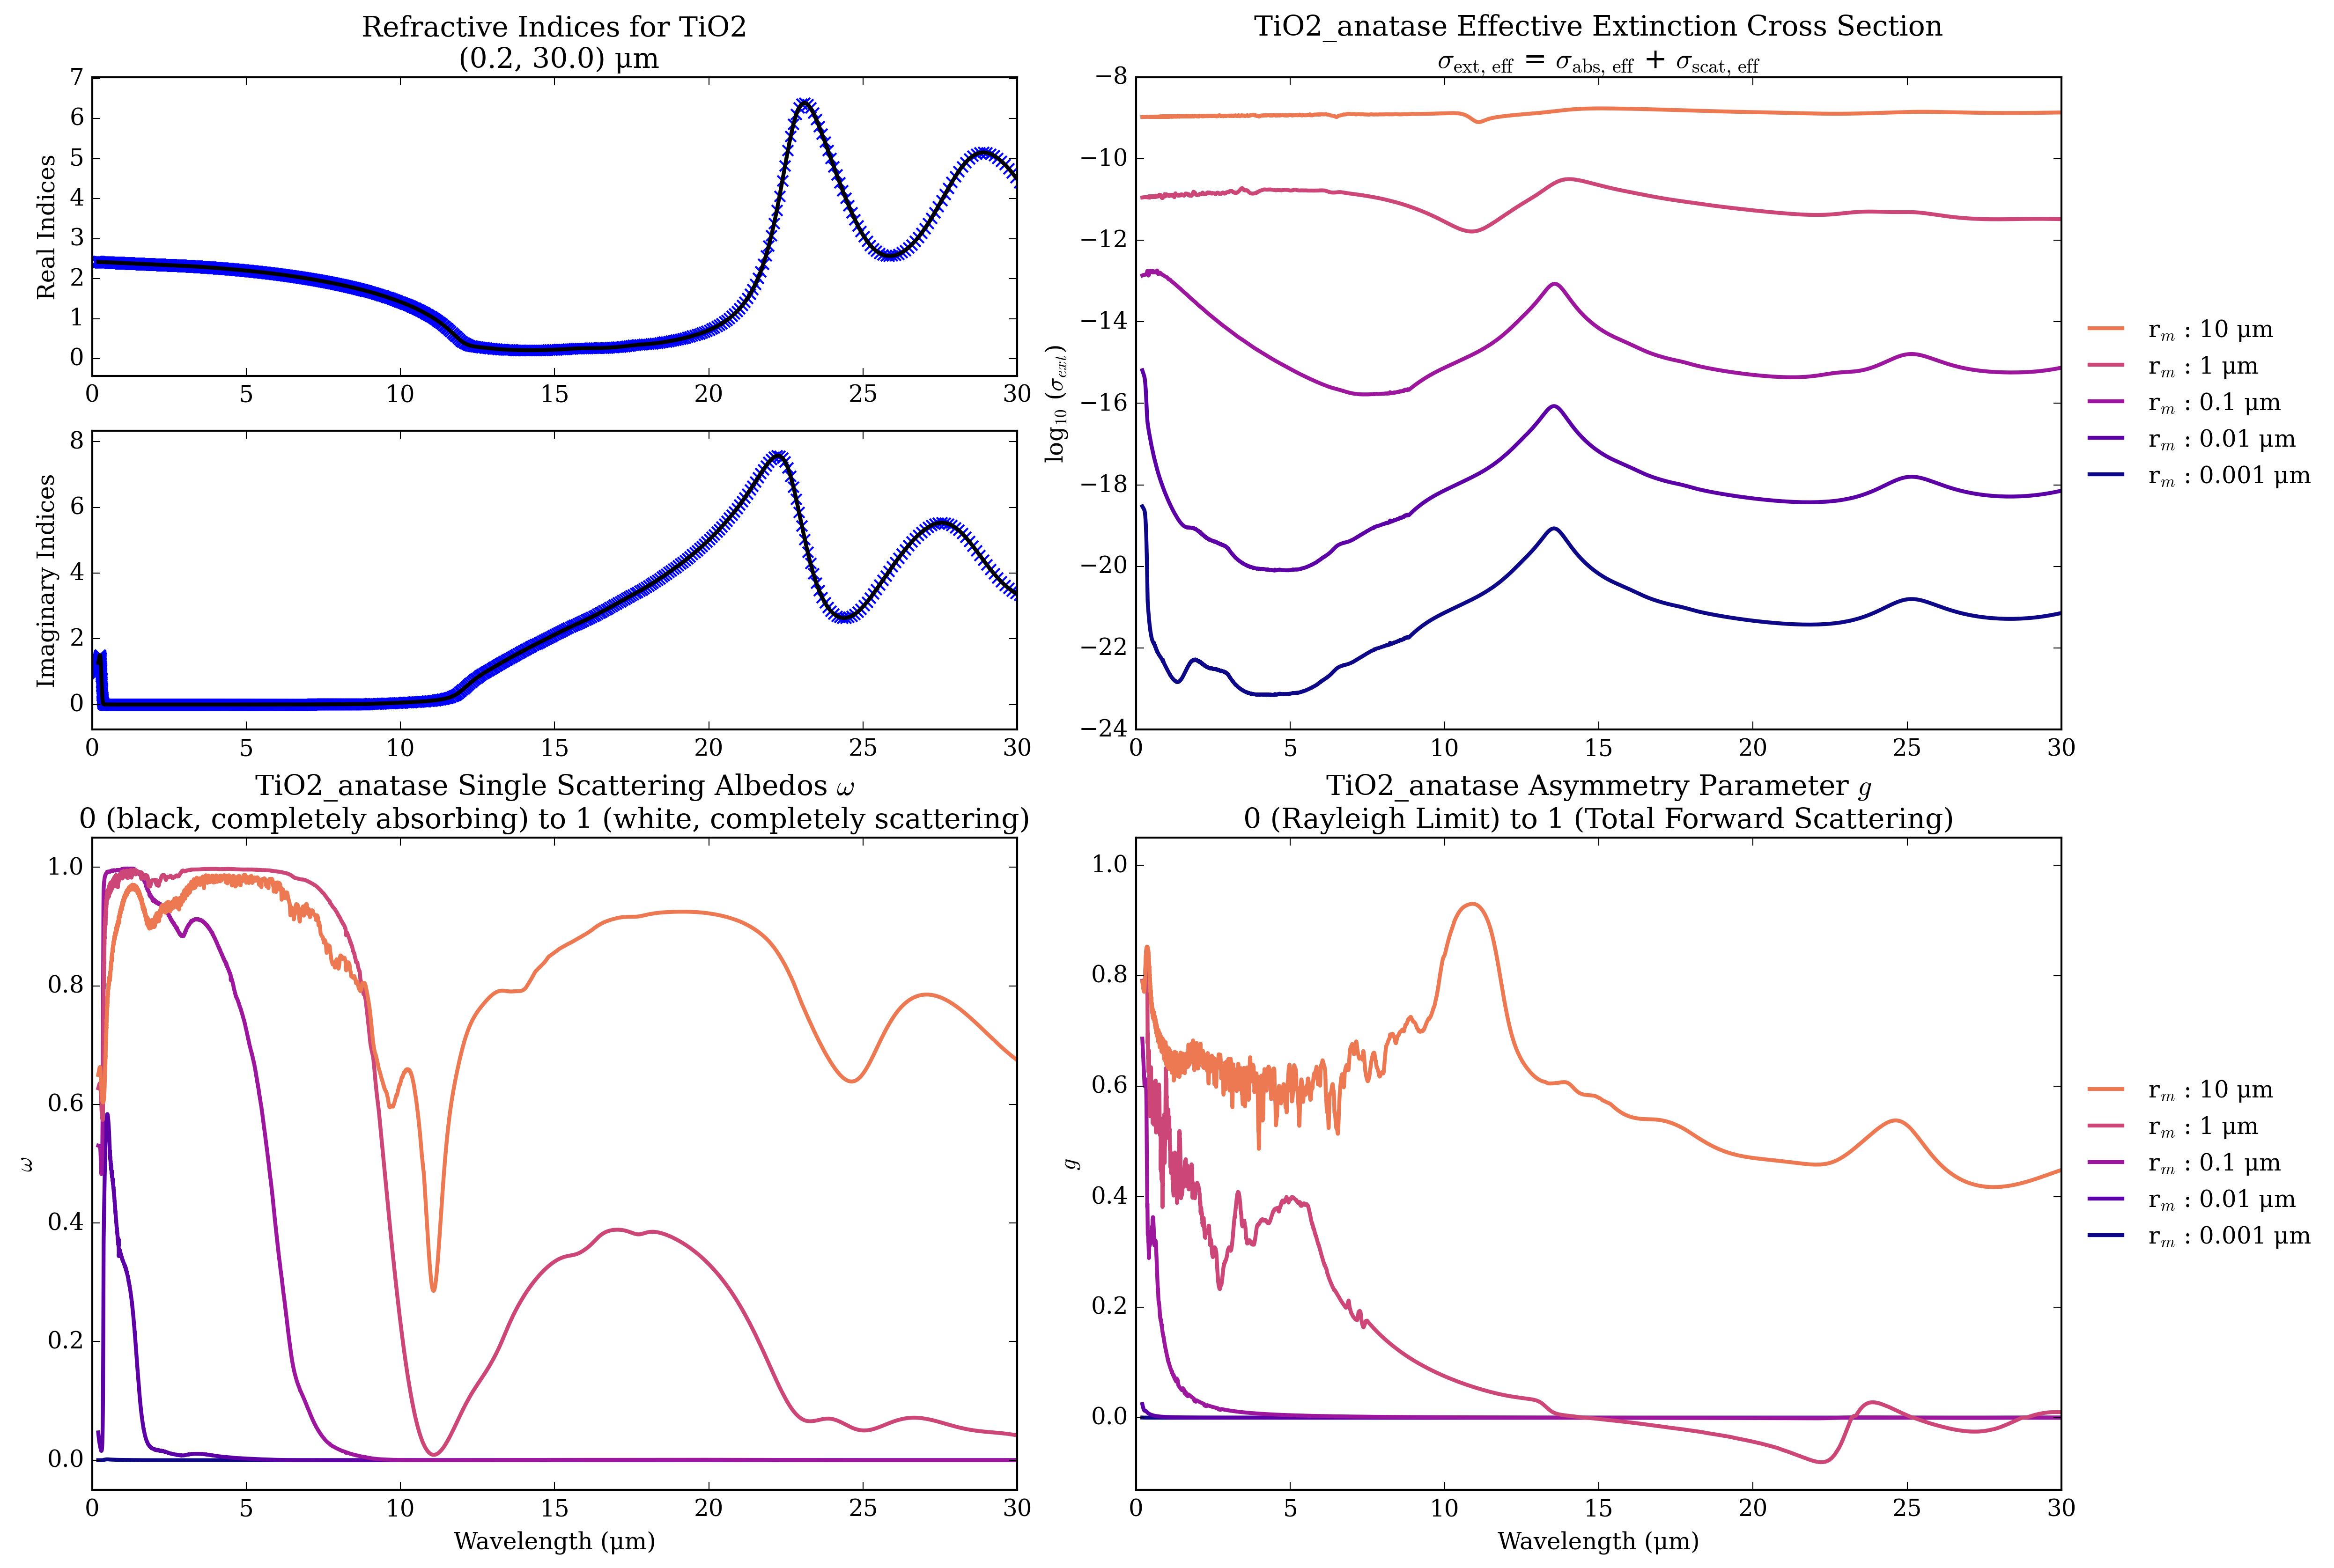 Refractive Indices for TiO2
(0.2, 30.0) µm
Real Indices
7
6
5
4
3
2
1
0
0 5 10 15 20 25 30
Imaginary Indices
8
6
4
2
0
0 5 10 15 20 25 30
TiO2_anatase Effective Extinction Cross Section
σext, eff = σabs, eff + σscat, eff
log10 (σext)
−8
−10
−12
−14
−16
−18
−20
−22
−24
0 5 10 15 20 25 30
rm : 10 µm
rm : 1 µm
rm : 0.1 µm
rm : 0.01 µm
rm : 0.001 µm
TiO2_anatase Single Scattering Albedos ω
0 (black, completely absorbing) to 1 (white, completely scattering)
ω
1.0
0.8
0.6
0.4
0.2
0.0
0 5 10 15 20 25 30
Wavelength (µm)
TiO2_anatase Asymmetry Parameter g
0 (Rayleigh Limit) to 1 (Total Forward Scattering)
g
1.0
0.8
0.6
0.4
0.2
0.0
0 5 10 15 20 25 30
Wavelength (µm)
rm : 10 µm
rm : 1 µm
rm : 0.1 µm
rm : 0.01 µm
rm : 0.001 µm